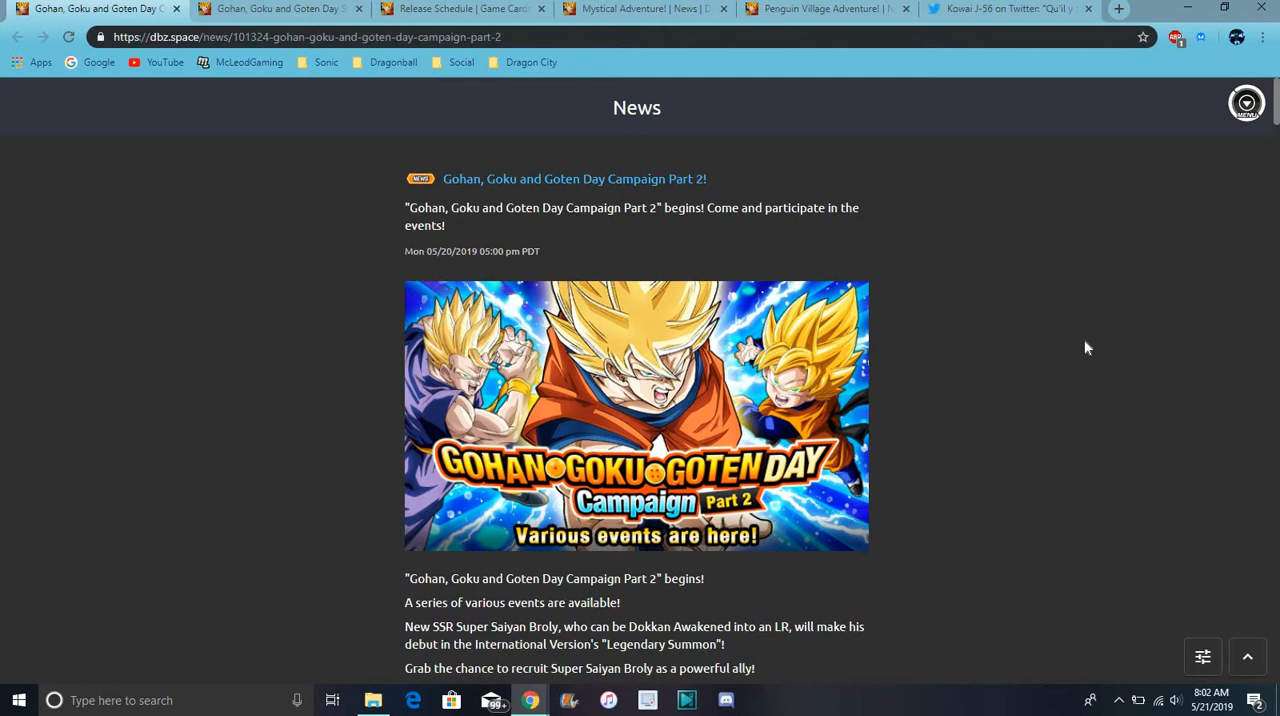 Gohan, Goku and Goten Day C
Gohan, Goku and Goten Day S
Release Schedule | Game Cards
Mystical Adventure! | News | D
Penguin Village Adventure! | N
Kowai J-56 on Twitter: "Qu'il y
https://dbz.space/news/101324-gohan-goku-and-goten-day-campaign-part-2
Apps Google YouTube McLeodGaming Sonic Dragonball Social Dragon City
News
MENU
NEWS Gohan, Goku and Goten Day Campaign Part 2!
"Gohan, Goku and Goten Day Campaign Part 2" begins! Come and participate in the
events!
Mon 05/20/2019 05:00 pm PDT
GOHAN GOKU GOTEN DAY
Campaign Part 2
Various events are here!
"Gohan, Goku and Goten Day Campaign Part 2" begins!
A series of various events are available!
New SSR Super Saiyan Broly, who can be Dokkan Awakened into an LR, will make his
debut in the International Version's "Legendary Summon"!
Grab the chance to recruit Super Saiyan Broly as a powerful ally!
Type here to search
99+
8:02 AM
5/21/2019
2